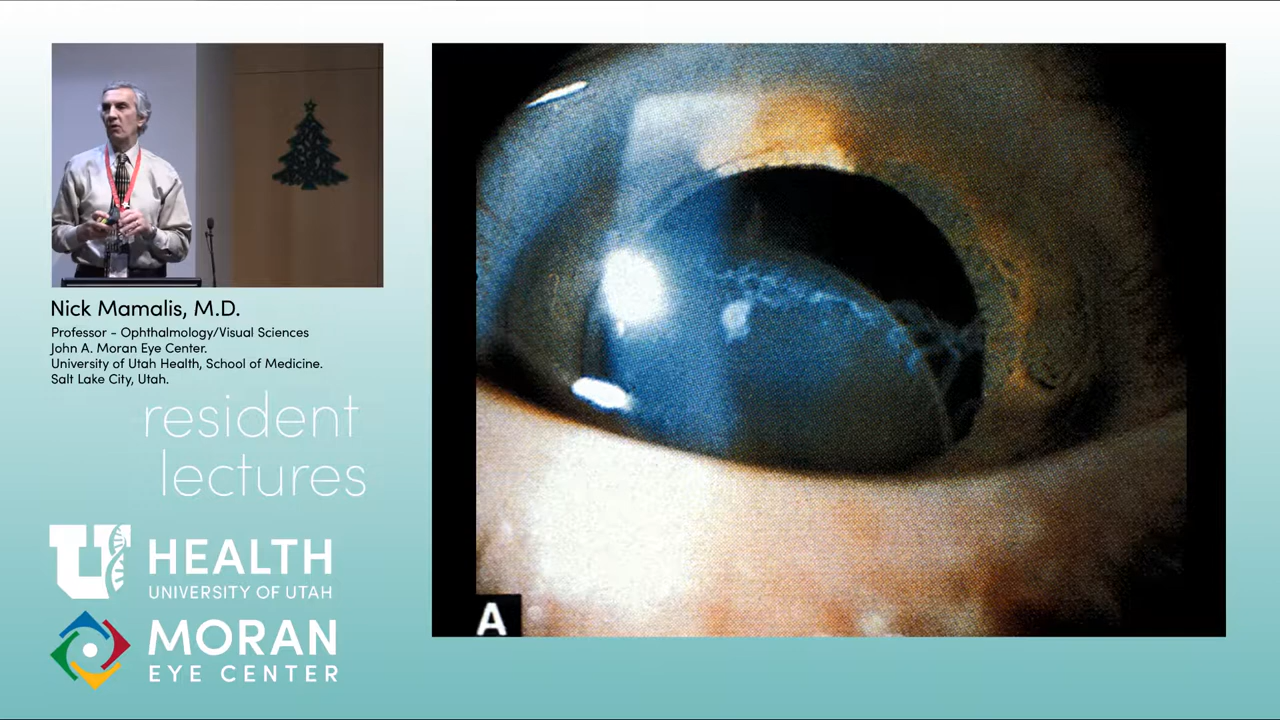 Nick Mamalis, M.D.
Professor - Ophthalmology/Visual Sciences
John A. Moran Eye Center.
University of Utah Health, School of Medicine.
Salt Lake City, Utah.
resident
lectures
U HEALTH
UNIVERSITY OF UTAH
MORAN
EYE CENTER
A